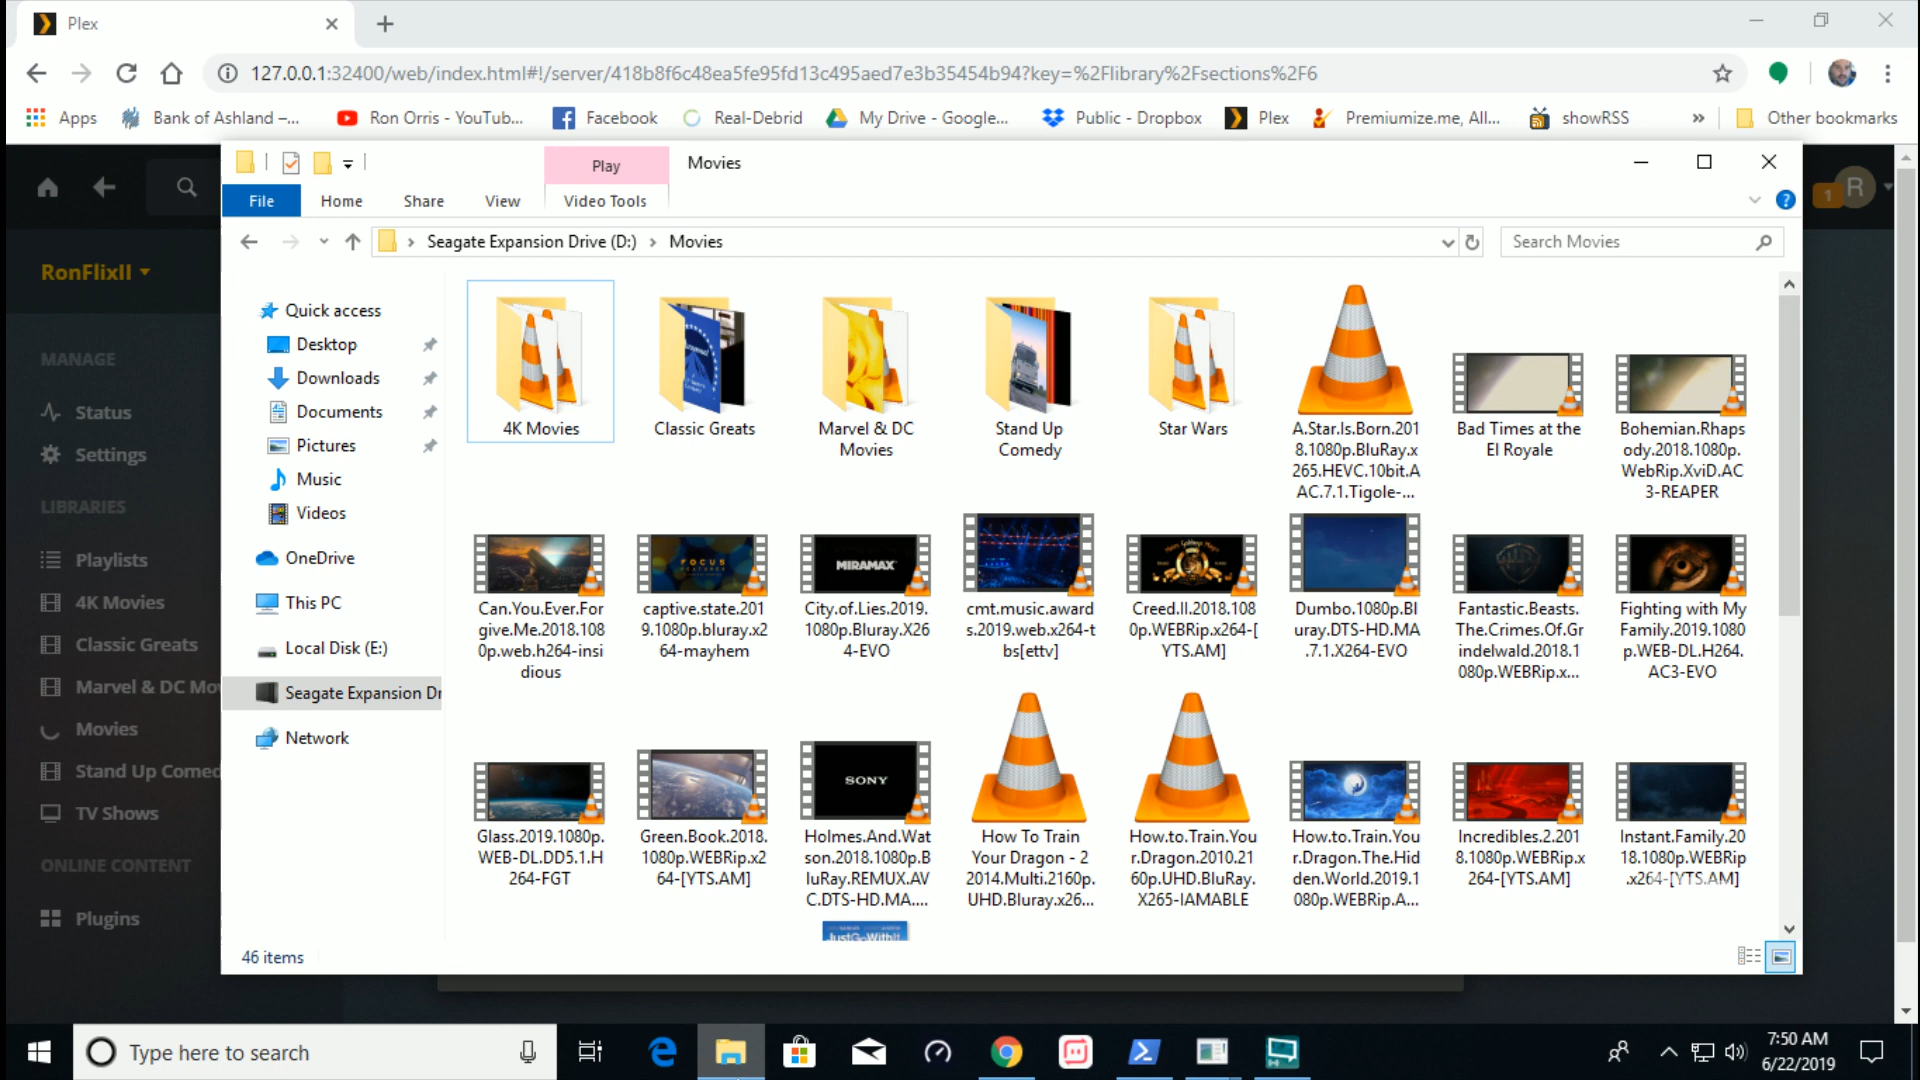 Plex
127.0.0.1:32400/web/index.html#!/server/418b8f6c48ea5fe95fd13c495aed7e3b35454b94?key=%2Flibrary%2Fsections%2F6
Apps
Bank of Ashland –...
Ron Orris - YouTub...
Facebook
Real-Debrid
My Drive - Google...
Public - Dropbox
Plex
Premiumize.me, All...
showRSS
»
Other bookmarks
Play
Movies
File
Home
Share
View
Video Tools
1
R
Seagate Expansion Drive (D:) > Movies
Search Movies
RonFlixII
MANAGE
Status
Settings
LIBRARIES
Playlists
4K Movies
Classic Greats
Marvel & DC Mo
Movies
Stand Up Comed
TV Shows
ONLINE CONTENT
Plugins
Quick access
Desktop
Downloads
Documents
Pictures
Music
Videos
OneDrive
This PC
Local Disk (E:)
Seagate Expansion Dr
Network
4K Movies
Classic Greats
Marvel & DC
Movies
Stand Up
Comedy
Star Wars
A.Star.Is.Born.201
8.1080p.BluRay.x
265.HEVC.10bit.A
AC.7.1.Tigole-...
Bad Times at the
El Royale
Bohemian.Rhaps
ody.2018.1080p.
WebRip.XviD.AC
3-REAPER
FOCUS
FEATURES
MIRAMAX
Can.You.Ever.For
give.Me.2018.108
0p.web.h264-insi
dious
captive.state.201
9.1080p.bluray.x2
64-mayhem
City.of.Lies.2019.
1080p.Bluray.X26
4-EVO
cmt.music.award
s.2019.web.x264-t
bs[ettv]
Creed.II.2018.108
0p.WEBRip.x264-[
YTS.AM]
Dumbo.1080p.Bl
uray.DTS-HD.MA
.7.1.X264-EVO
Fantastic.Beasts.
The.Crimes.Of.Gr
indelwald.2018.1
080p.WEBRip.x...
Fighting with My
Family.2019.1080
p.WEB-DL.H264.
AC3-EVO
SONY
Glass.2019.1080p.
WEB-DL.DD5.1.H
264-FGT
Green.Book.2018.
1080p.WEBRip.x2
64-[YTS.AM]
Holmes.And.Wat
son.2018.1080p.B
luRay.REMUX.AV
C.DTS-HD.MA....
How To Train
Your Dragon - 2
2014.Multi.2160p.
UHD.Bluray.x26...
How.to.Train.You
r.Dragon.2010.21
60p.UHD.BluRay.
X265-IAMABLE
How.to.Train.You
r.Dragon.The.Hid
den.World.2019.1
080p.WEBRip.A...
Incredibles.2.201
8.1080p.WEBRip.x
264-[YTS.AM]
Instant.Family.20
18.1080p.WEBRip
.x264-[YTS.AM]
JustGoWithIt
46 items
Type here to search
7:50 AM
6/22/2019